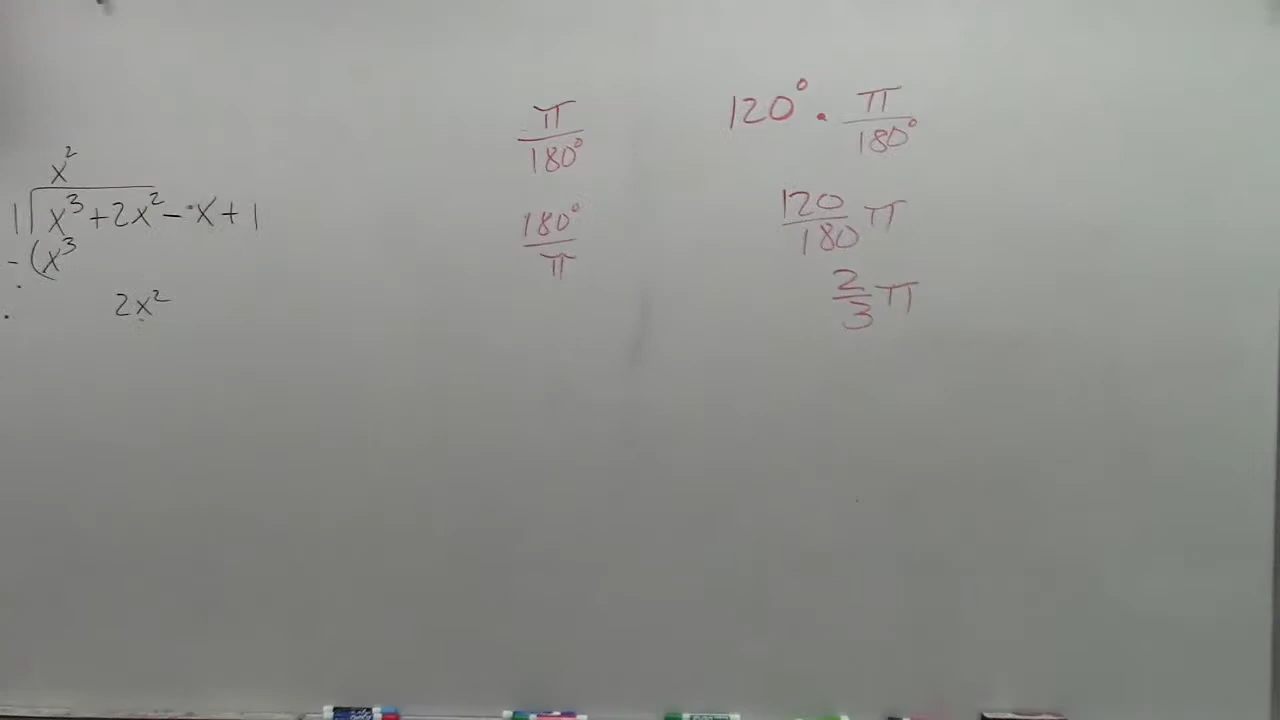 x²
1√x³+2x²-x+1
-(x³
2x²
π/180°
180°/π
120° · π/180°
120/180 π
2/3 π